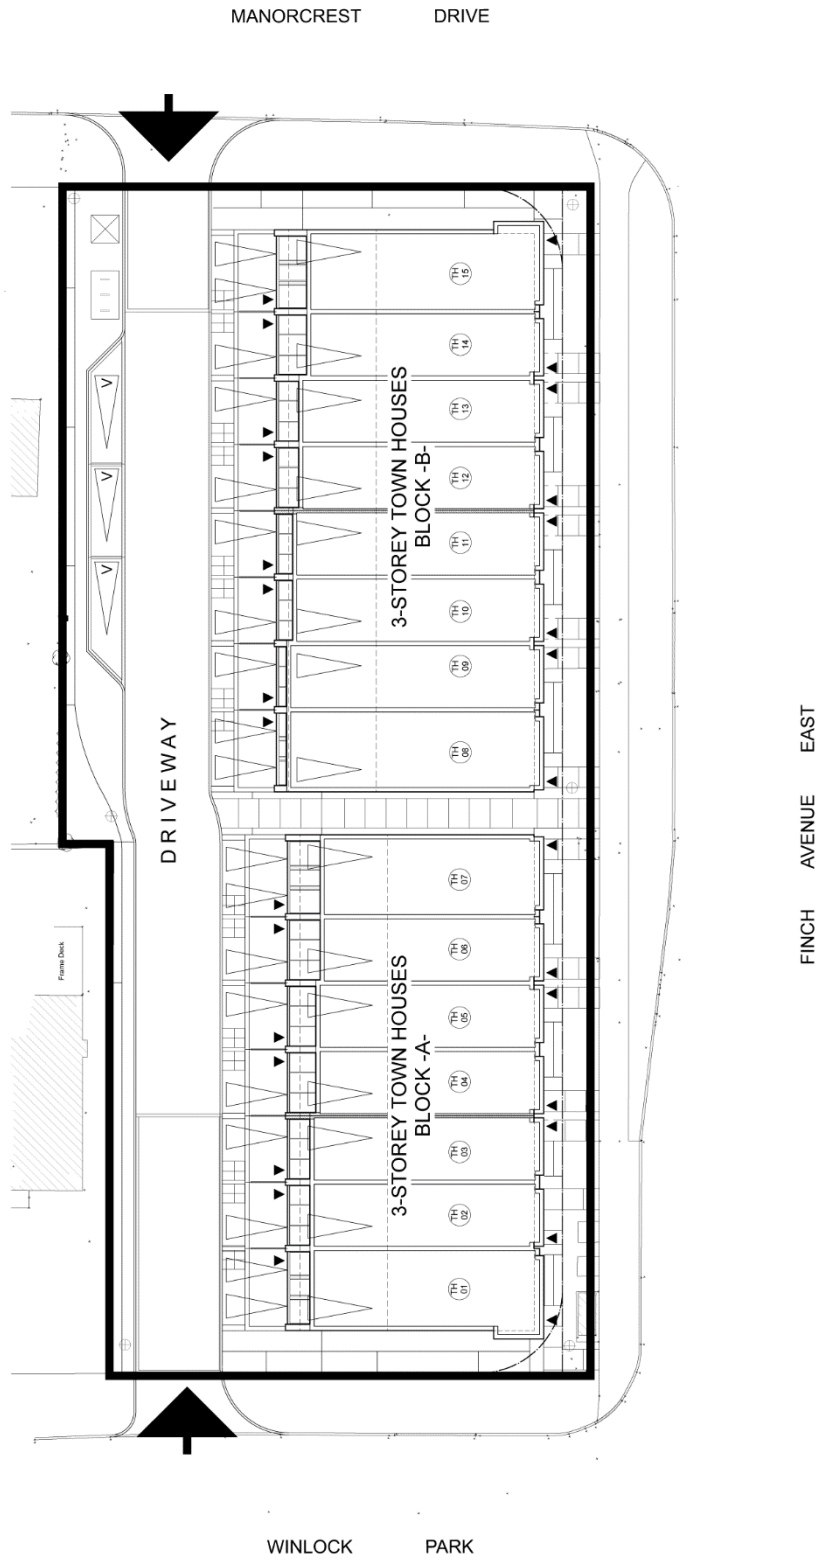 MANORCREST DRIVE
TH
15
TH
14
V
TH
13
V
TH
12
3-STOREY TOWN HOUSES
BLOCK -B-
TH
11
V
TH
10
TH
09
TH
08
DRIVEWAY
FINCH AVENUE EAST
TH
07
Frame Deck
TH
06
TH
05
3-STOREY TOWN HOUSES
BLOCK -A-
TH
04
TH
03
TH
02
TH
01
WINLOCK PARK